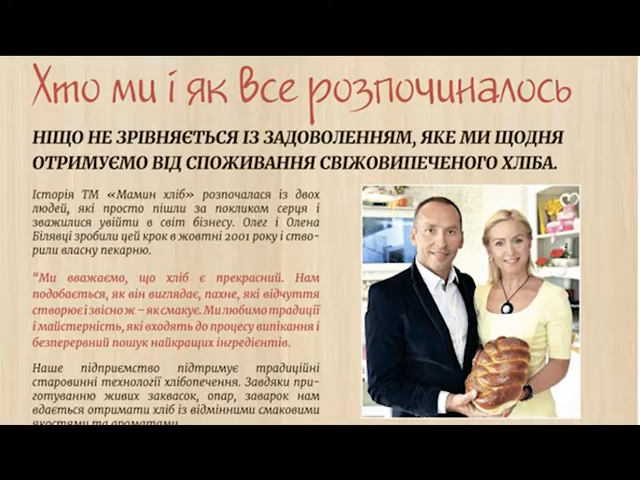 Хто ми і як все розпочиналось
НІЩО НЕ ЗРІВНЯЄТЬСЯ ІЗ ЗАДОВОЛЕННЯМ, ЯКЕ МИ ЩОДНЯ
ОТРИМУЄМО ВІД СПОЖИВАННЯ СВІЖОВИПЕЧЕНОГО ХЛІБА.
Історія ТМ «Мамин хліб» розпочалася із двох
людей, які просто пішли за покликом серця і
зважилися увійти в світ бізнесу. Олег і Олена
Білявці зробили цей крок в жовтні 2001 року і ство-
рили власну пекарню.
“Ми вважаємо, що хліб є прекрасний. Нам
подобається, як він виглядає, пахне, які відчуття
створює і звісно ж – як смакує. Ми любимо традиції
і майстерність, які входять до процесу випікання і
безперервний пошук найкращих інгредієнтів.
Наше підприємство підтримує традиційні
старовинні технології хлібопечення. Завдяки при-
готуванню живих заквасок, опар, заварок нам
вдається отримати хліб із відмінними смаковими
якостями та ароматами